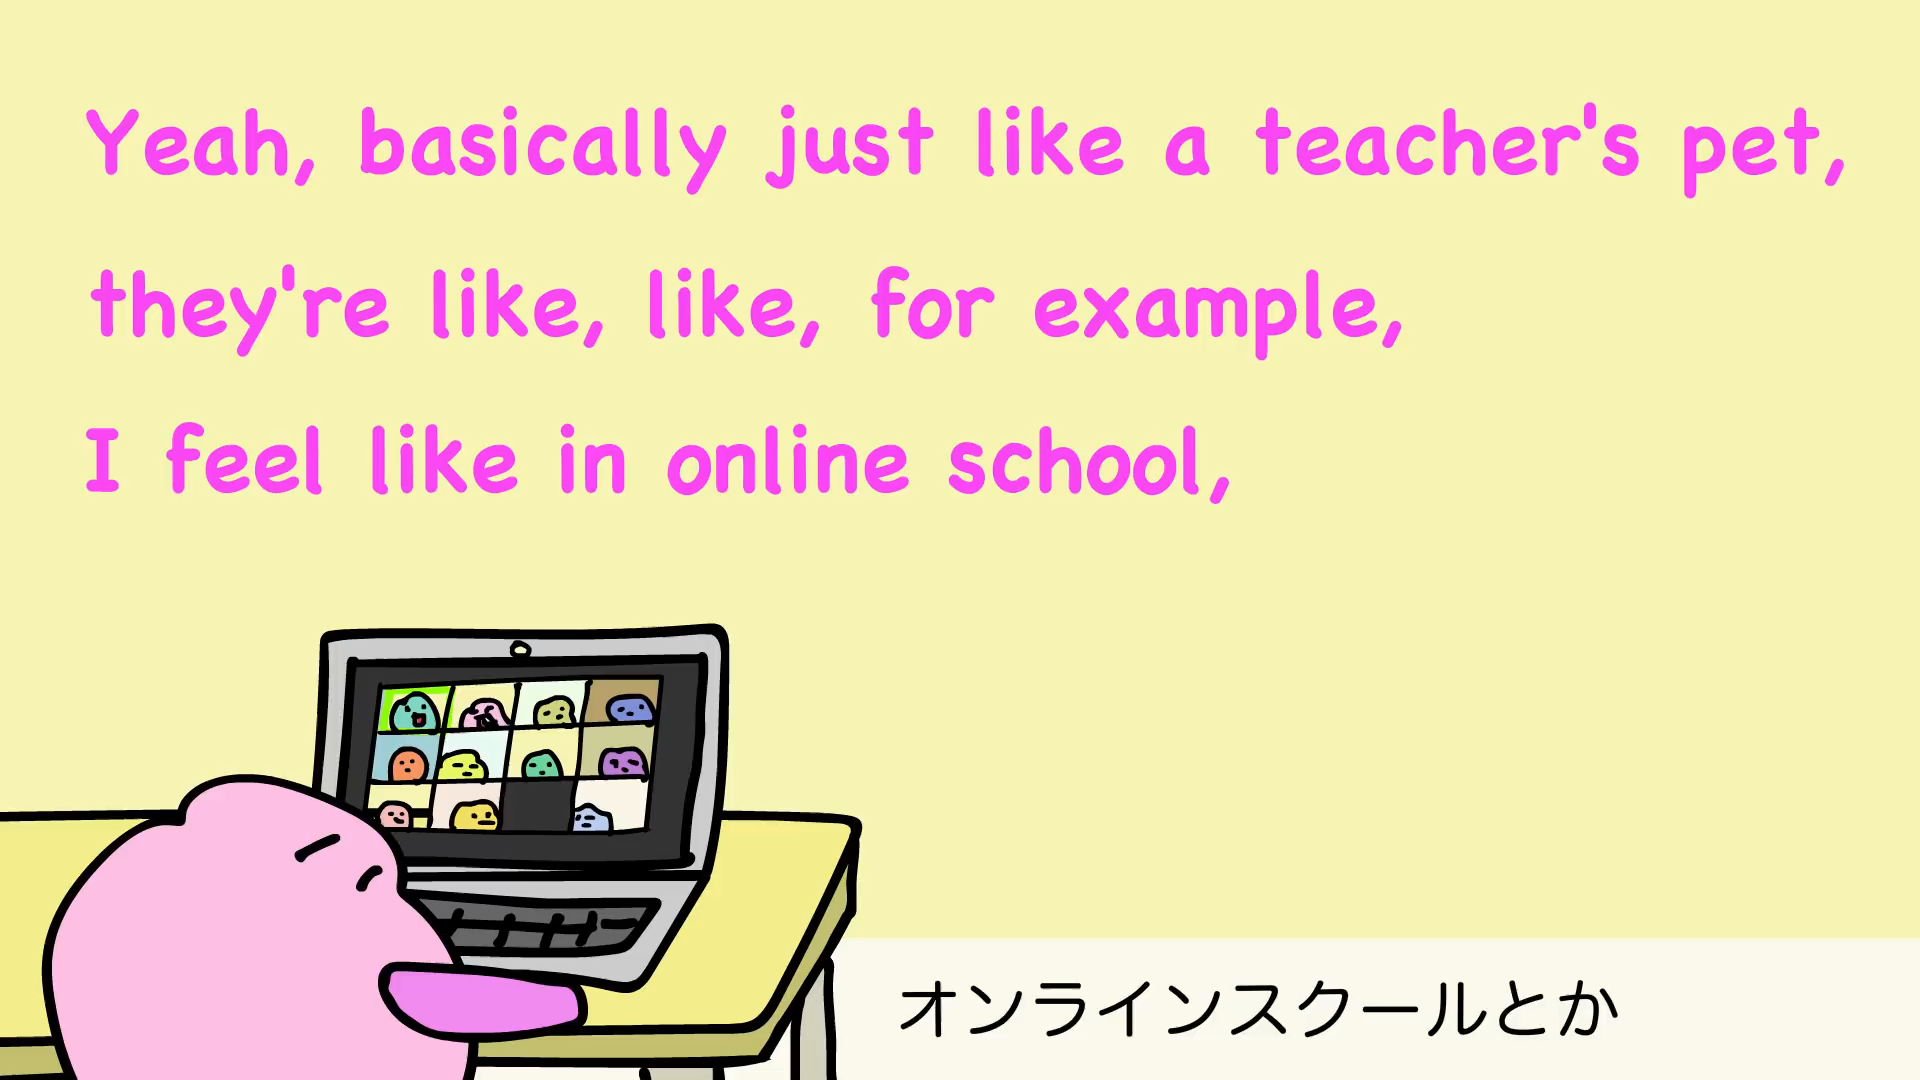 Yeah, basically just like a teacher's pet,
they're like, like, for example,
I feel like in online school,
オンラインスクールとか